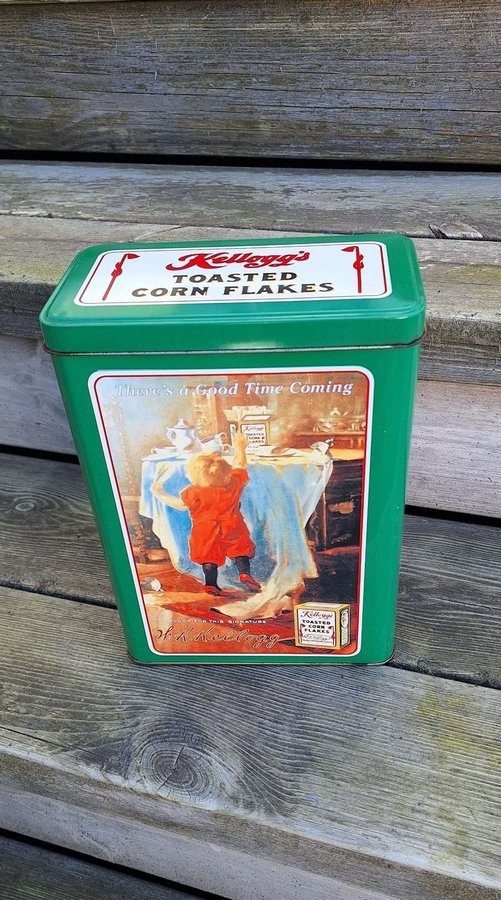 Kellogg's
TOASTED
CORN FLAKES
There's a Good Time Coming
Kellogg's
TOASTED
CORN
FLAKES
LOOK FOR THIS SIGNATURE
W.K.Kellogg
Kellogg's
TOASTED
CORN
FLAKES